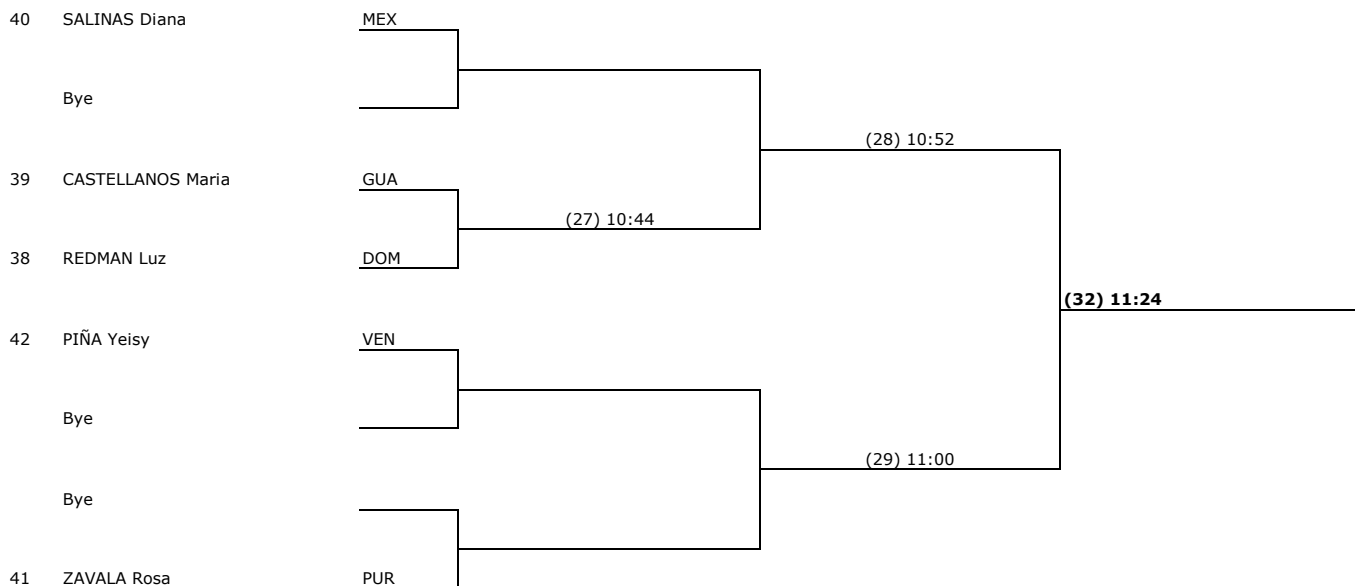 40 SALINAS Diana MEX
Bye
(28) 10:52
39 CASTELLANOS Maria GUA
(27) 10:44
38 REDMAN Luz DOM
(32) 11:24
42 PIÑA Yeisy VEN
Bye
(29) 11:00
Bye
41 ZAVALA Rosa PUR